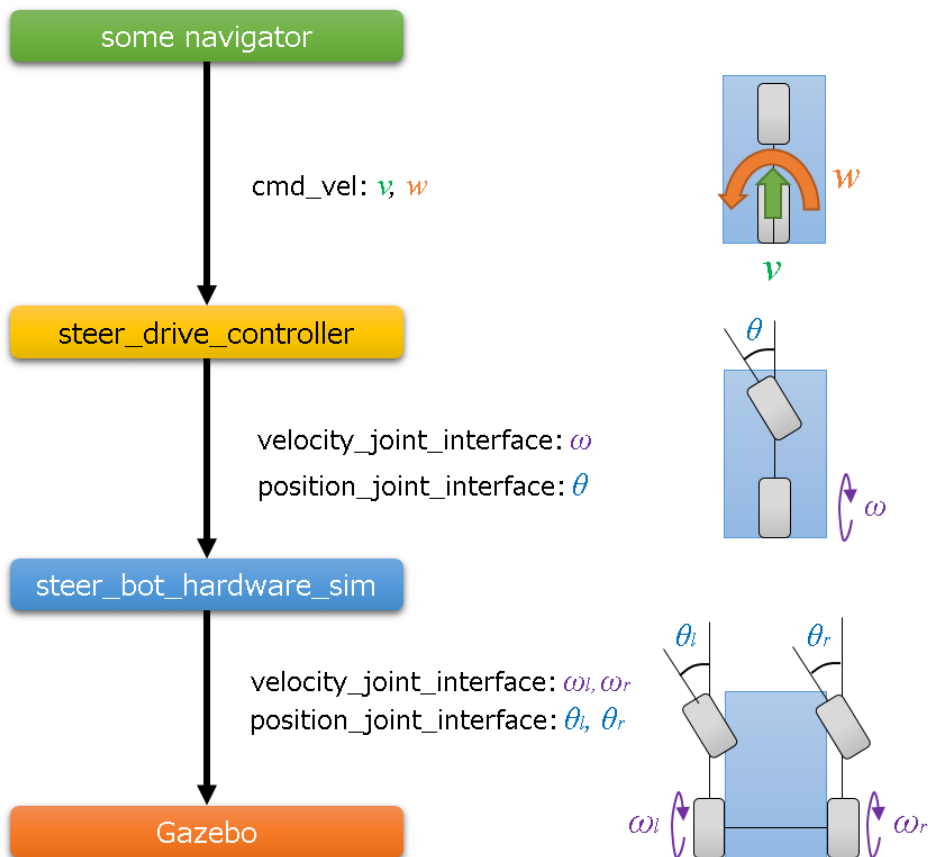 some navigator
cmd_vel: v, w
w
v
steer_drive_controller
θ
velocity_joint_interface: ω
position_joint_interface: θ
ω
steer_bot_hardware_sim
θl
θr
velocity_joint_interface: ωl, ωr
position_joint_interface: θl, θr
ωl
ωr
Gazebo